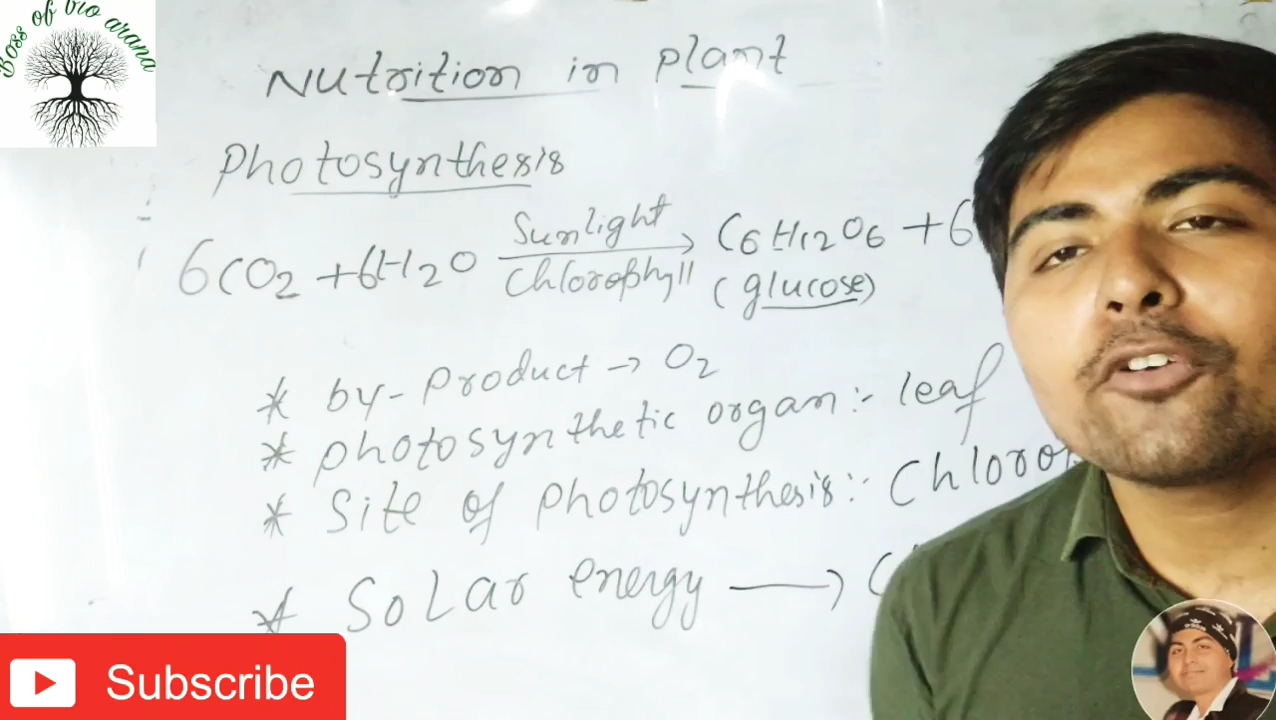 Boss of bio arana
Nutrition in plant
Photosynthesis
6CO2 + 6H2O Sunlight → C6H12O6 + 6
Chlorophyll (glucose)
* by-product → O2
* photosynthetic organ:- leaf
* Site of photosynthesis:- Chloro
* Solar energy → C
Subscribe